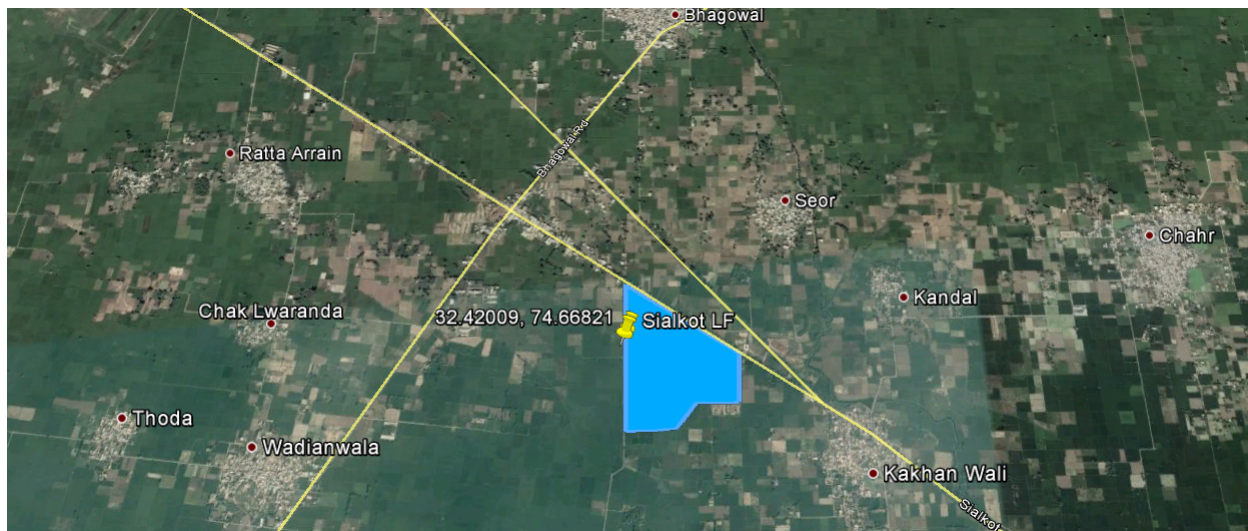 Bhagowal
Bhagowal Rd
Ratta Arrain
Seor
Chahr
Kandal
Chak Lwaranda
32.42009, 74.66821
Sialkot LF
Thoda
Wadianwala
Kakhan Wali
Sialkot